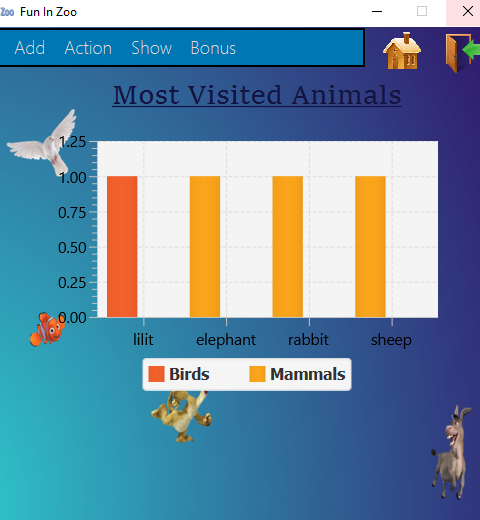 Zoo Fun In Zoo
Add Action Show Bonus
Most Visited Animals
1.25
1.00
0.75
0.50
0.25
0.00
lilit elephant rabbit sheep
Birds Mammals